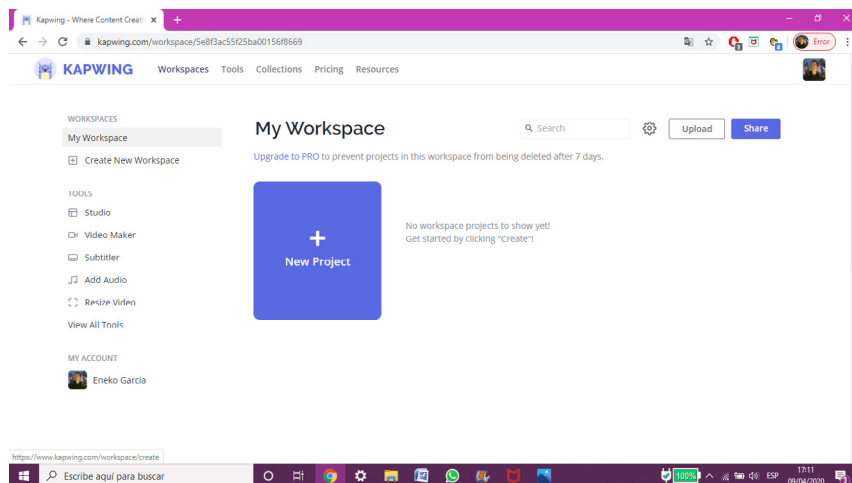 Kapwing - Where Content Creati
kapwing.com/workspace/5e8f3ac55f25ba00156f8669
Error
KAPWING Workspaces Tools Collections Pricing Resources
WORKSPACES
My Workspace
Create New Workspace
TOOLS
Studio
Video Maker
Subtitler
Add Audio
Resize Video
View All Tools
MY ACCOUNT
Eneko Garcia
My Workspace
Search
Upload
Share
Upgrade to PRO to prevent projects in this workspace from being deleted after 7 days.
+
New Project
No workspace projects to show yet!
Get started by clicking "Create"!
https://www.kapwing.com/workspace/create
Escribe aquí para buscar
100%
ESP
17:11
09/04/2020